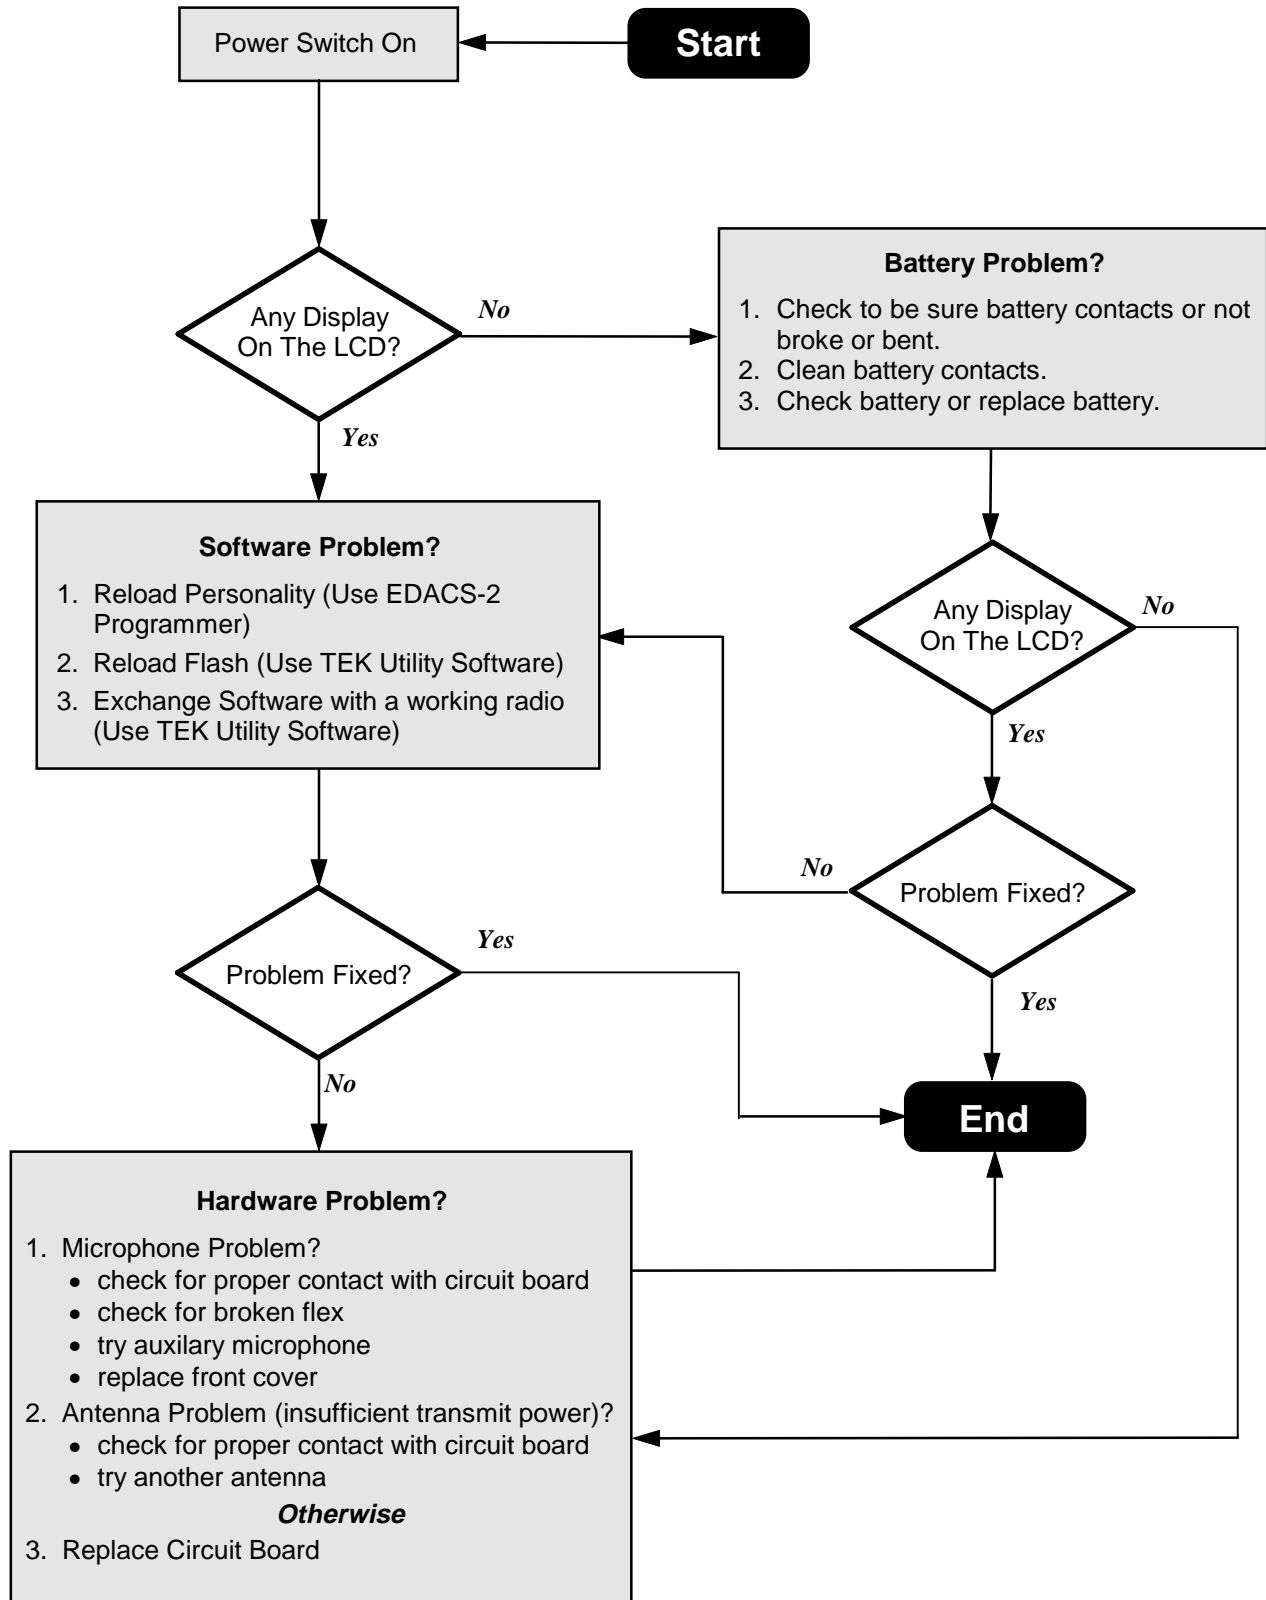 Power Switch On
Start
Any Display
On The LCD?
No
Yes
Battery Problem?
1. Check to be sure battery contacts or not
broke or bent.
2. Clean battery contacts.
3. Check battery or replace battery.
Software Problem?
1. Reload Personality (Use EDACS-2
Programmer)
2. Reload Flash (Use TEK Utility Software)
3. Exchange Software with a working radio
(Use TEK Utility Software)
Any Display
On The LCD?
No
Yes
Problem Fixed?
No
Yes
Problem Fixed?
Yes
No
End
Hardware Problem?
1. Microphone Problem?
• check for proper contact with circuit board
• check for broken flex
• try auxilary microphone
• replace front cover
2. Antenna Problem (insufficient transmit power)?
• check for proper contact with circuit board
• try another antenna
Otherwise
3. Replace Circuit Board